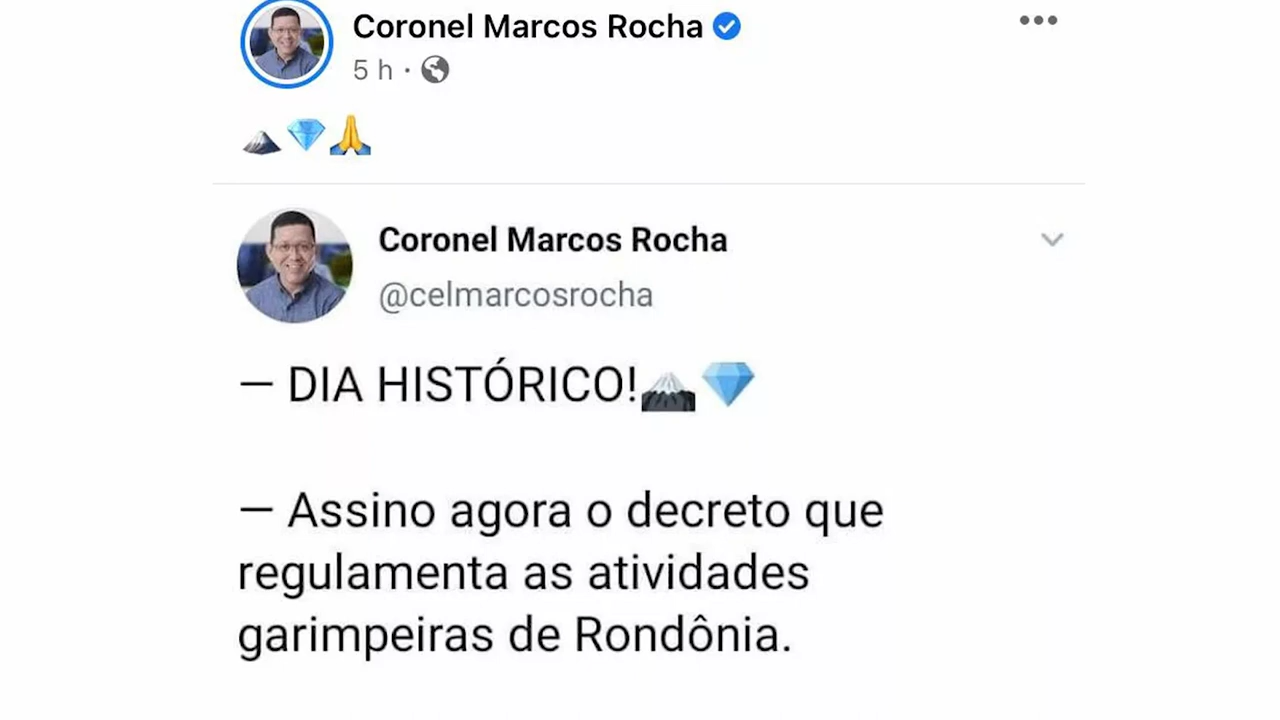 Coronel Marcos Rocha
5 h ·
🏔️💎🙏
Coronel Marcos Rocha
@celmarcosrocha
— DIA HISTÓRICO!🏔️💎
— Assino agora o decreto que
regulamenta as atividades
garimpeiras de Rondônia.